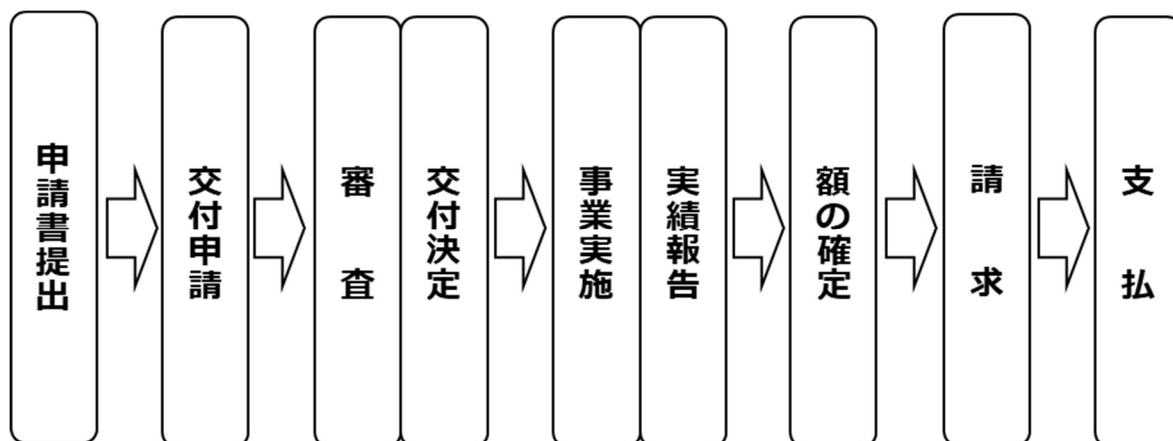 申請書提出
交付申請
審査
交付決定
事業実施
実績報告
額の確定
請求
支払